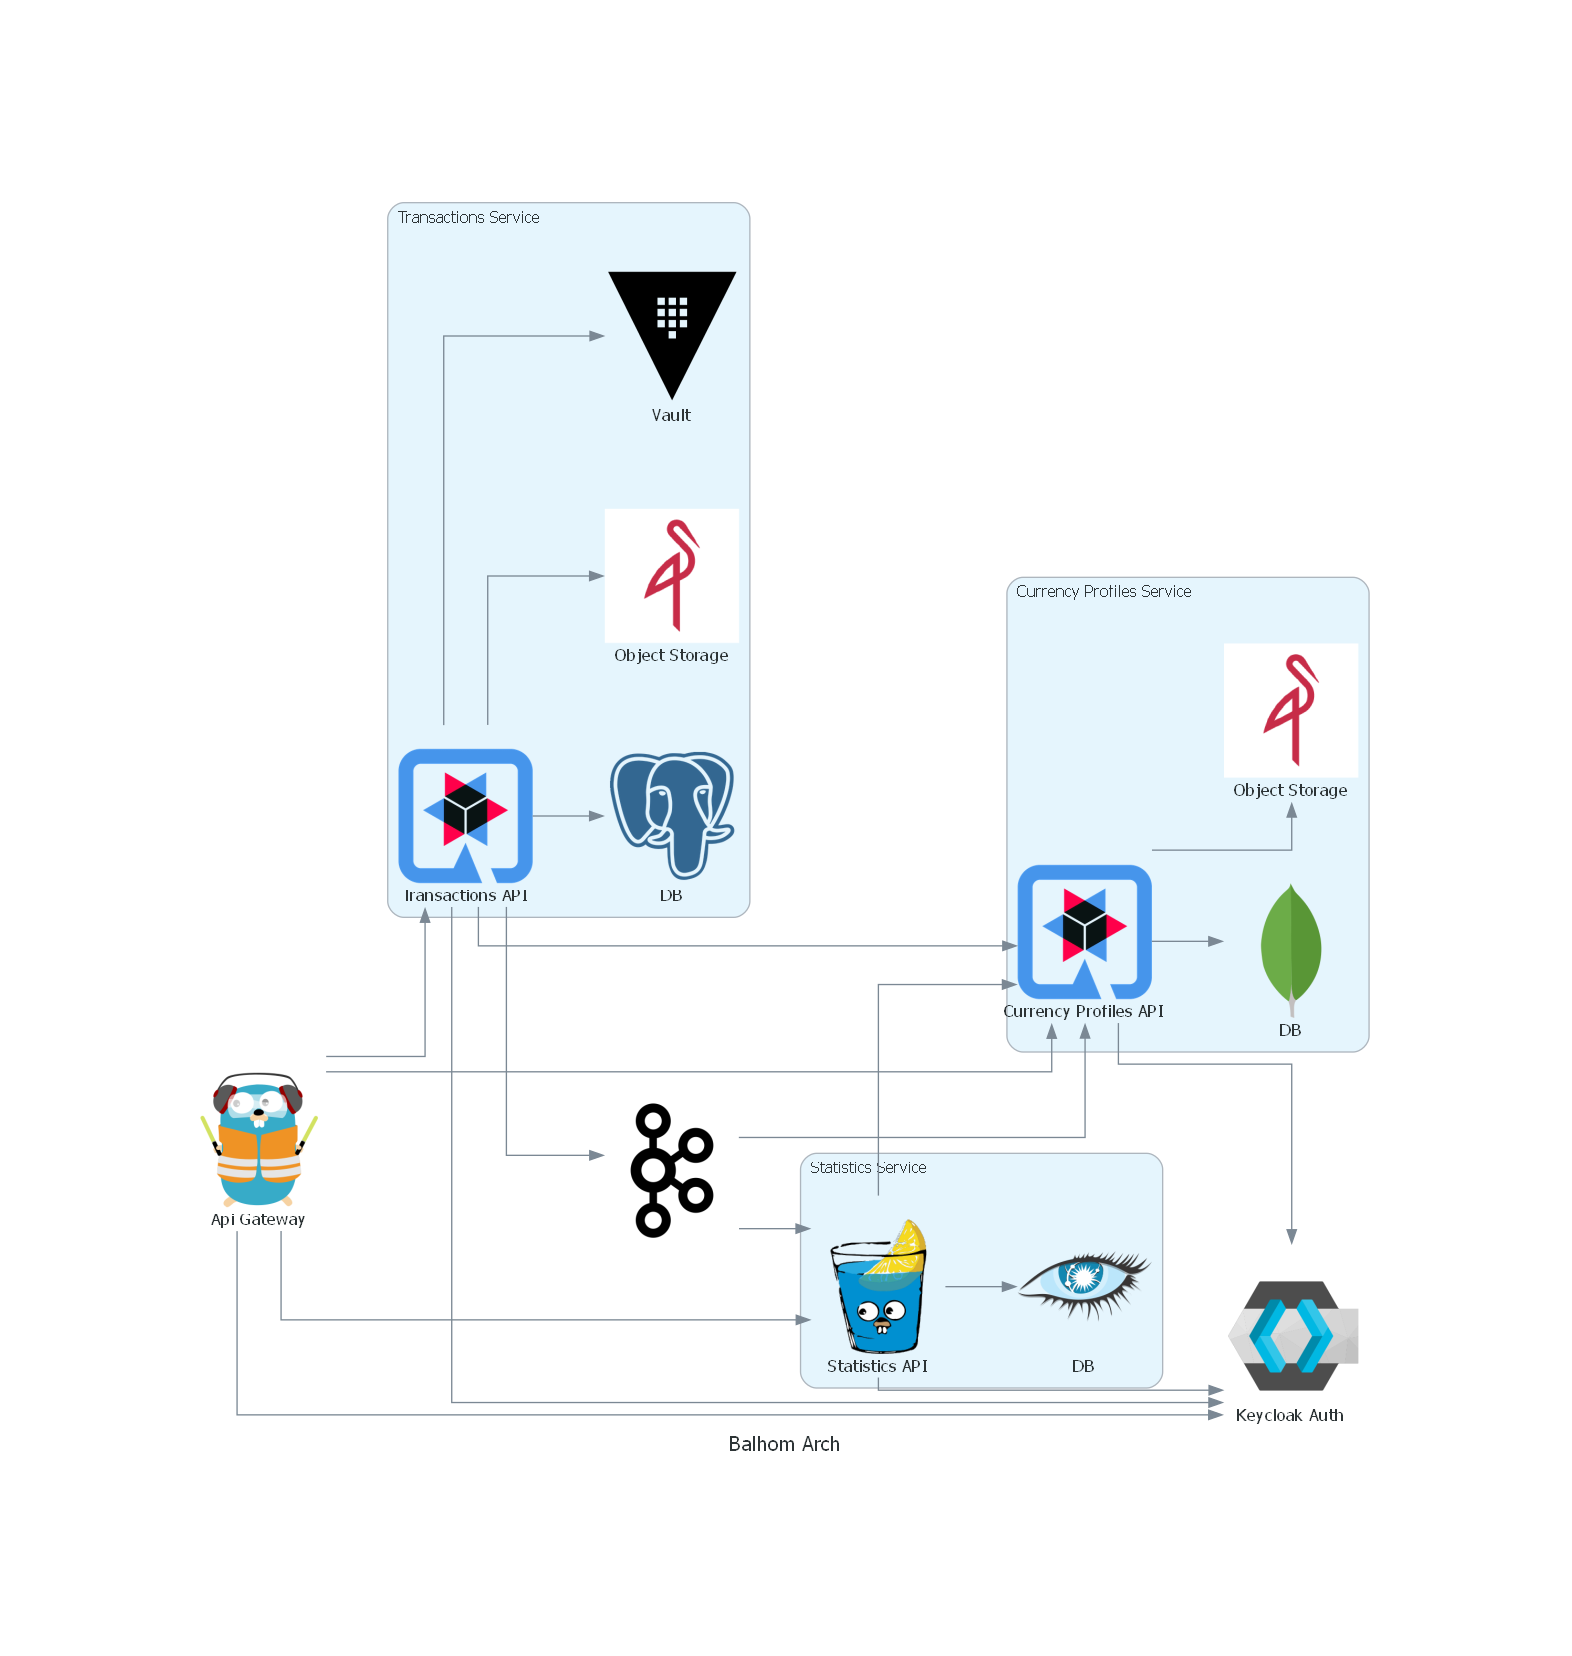 Transactions Service
Vault
Object Storage
Transactions API
DB
Currency Profiles Service
Object Storage
Currency Profiles API
DB
Api Gateway
Statistics Service
Statistics API
DB
Keycloak Auth
Balhom Arch